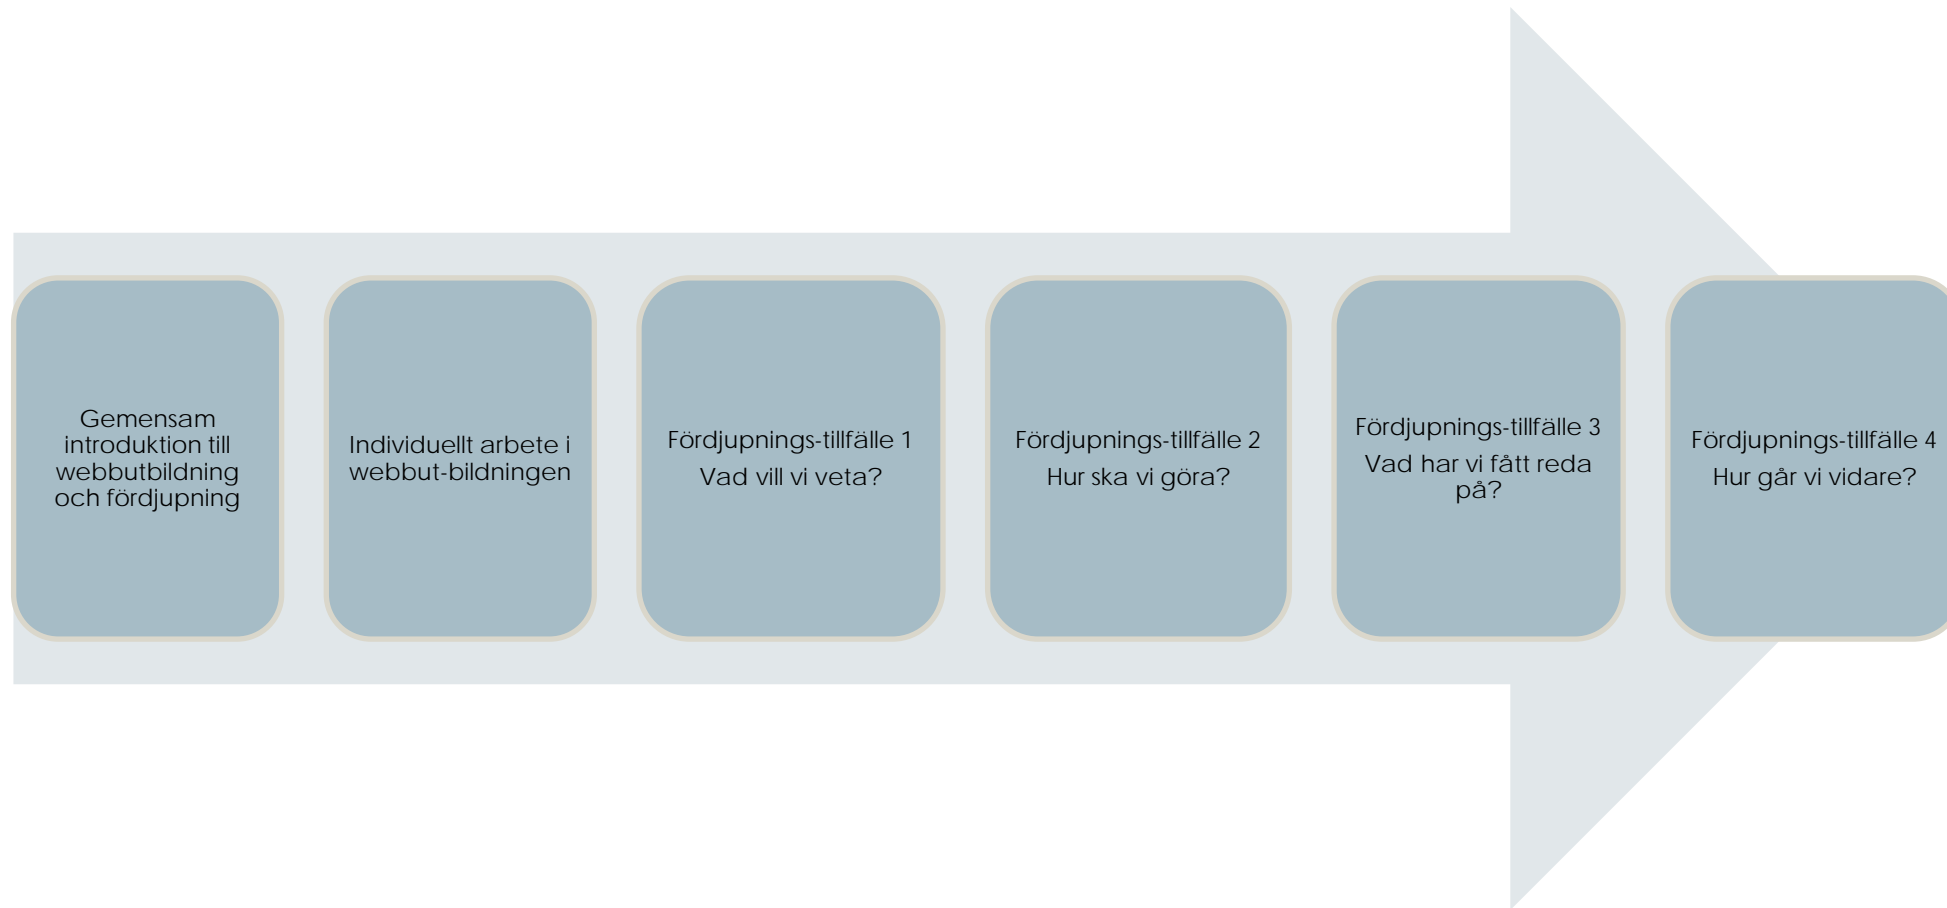 Gemensam
introduktion till
webbutbildning
och fördjupning
Individuellt arbete i
webbut-bildningen
Fördjupnings-tillfälle 1
Vad vill vi veta?
Fördjupnings-tillfälle 2
Hur ska vi göra?
Fördjupnings-tillfälle 3
Vad har vi fått reda
på?
Fördjupnings-tillfälle 4
Hur går vi vidare?